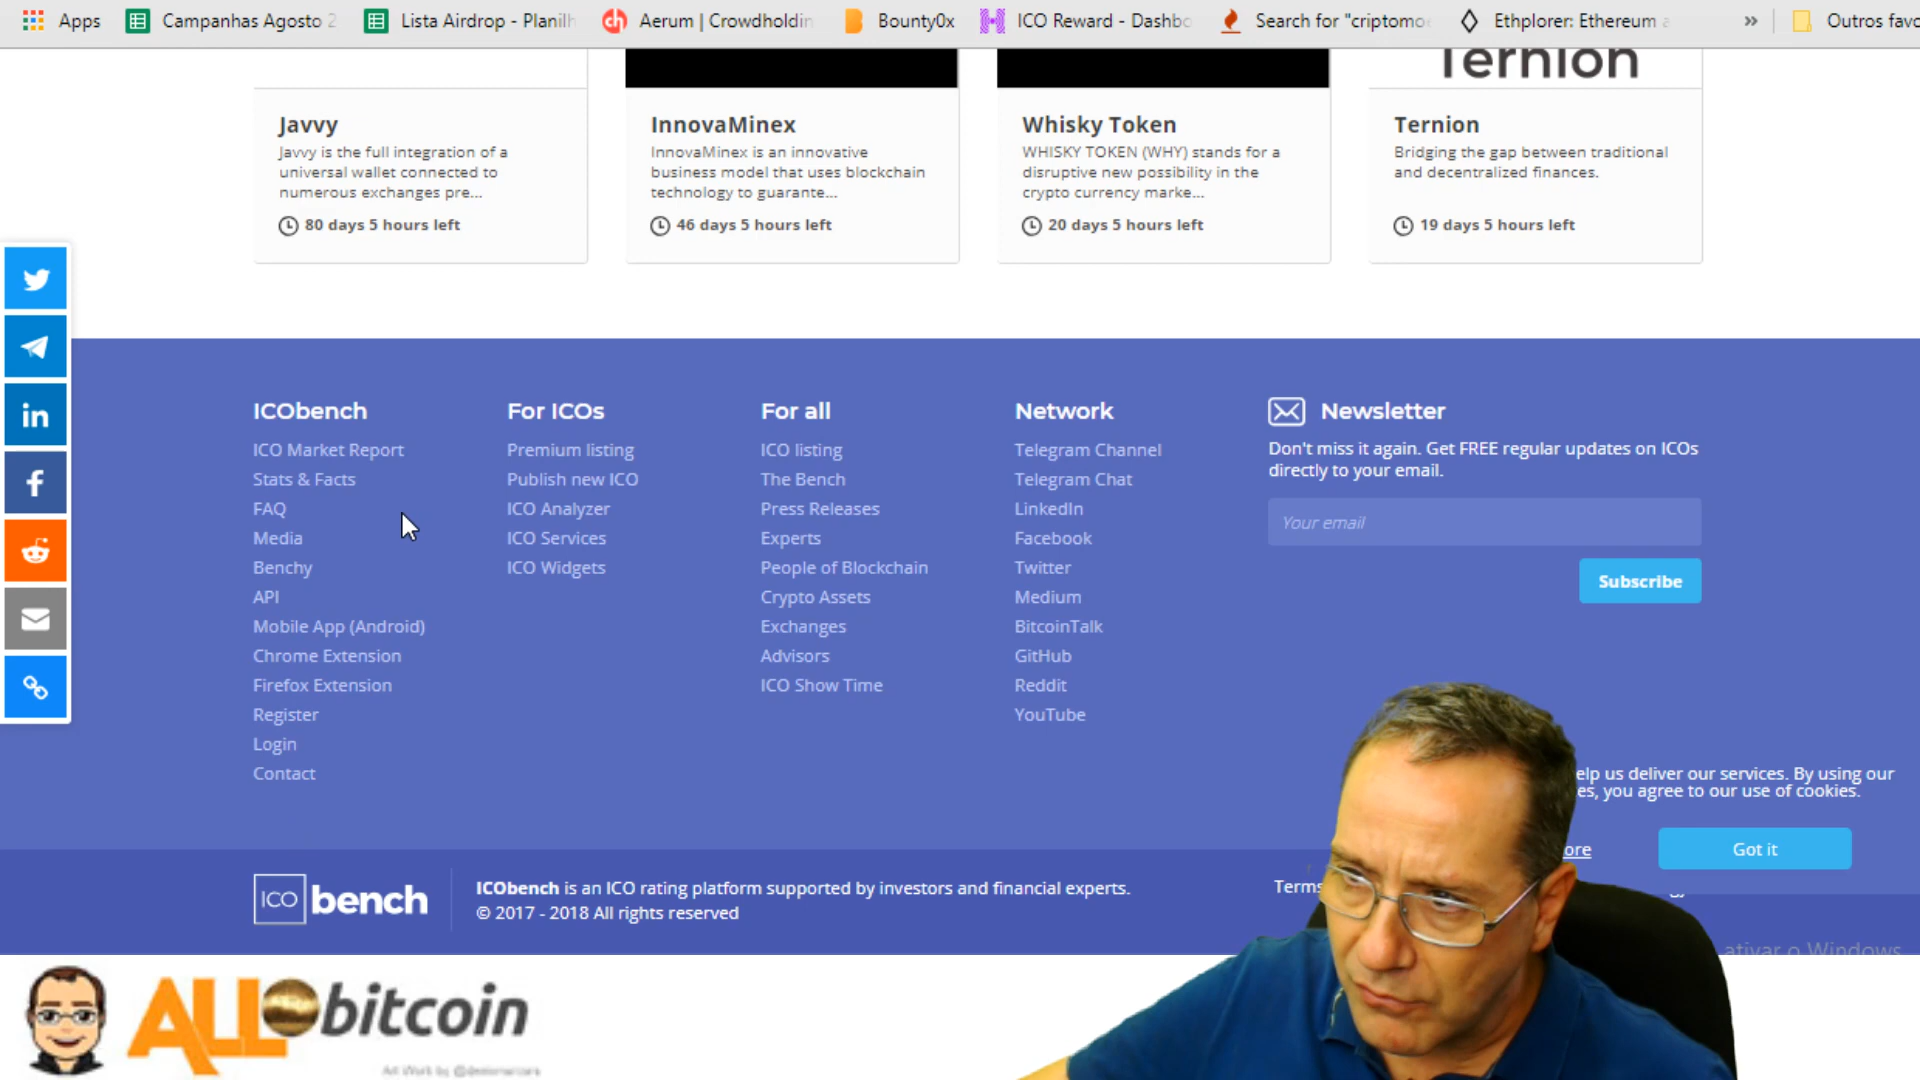 Apps
Campanhas Agosto 2
Lista Airdrop - Planilh
Aerum | Crowdholdin
Bounty0x
ICO Reward - Dashbo
Search for "criptomo
Ethplorer: Ethereum a
»
Outros favo
Ternion
Javvy
Javvy is the full integration of a
universal wallet connected to
numerous exchanges pre...
80 days 5 hours left
InnovaMinex
InnovaMinex is an innovative
business model that uses blockchain
technology to guarante...
46 days 5 hours left
Whisky Token
WHISKY TOKEN (WHY) stands for a
disruptive new possibility in the
crypto currency marke...
20 days 5 hours left
Ternion
Bridging the gap between traditional
and decentralized finances.
19 days 5 hours left
ICObench
ICO Market Report
Stats & Facts
FAQ
Media
Benchy
API
Mobile App (Android)
Chrome Extension
Firefox Extension
Register
Login
Contact
For ICOs
Premium listing
Publish new ICO
ICO Analyzer
ICO Services
ICO Widgets
For all
ICO listing
The Bench
Press Releases
Experts
People of Blockchain
Crypto Assets
Exchanges
Advisors
ICO Show Time
Network
Telegram Channel
Telegram Chat
LinkedIn
Facebook
Twitter
Medium
BitcoinTalk
GitHub
Reddit
YouTube
Newsletter
Don't miss it again. Get FREE regular updates on ICOs
directly to your email.
Your email
Subscribe
elp us deliver our services. By using our
es, you agree to our use of cookies.
ore
Got it
ICO bench
ICObench is an ICO rating platform supported by investors and financial experts.
© 2017 - 2018 All rights reserved
Terms
ativar o Windows
ALL bitcoin
Art Work by